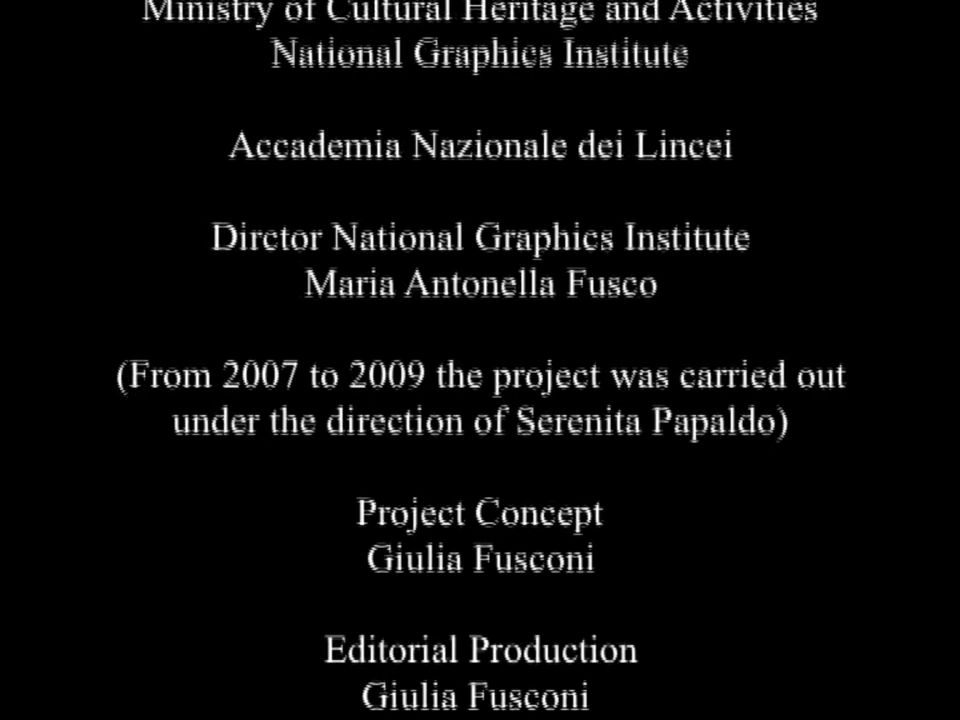 Ministry of Cultural Heritage and Activities
National Graphics Institute
Accademia Nazionale dei Lincei
Dirctor National Graphics Institute
Maria Antonella Fusco
(From 2007 to 2009 the project was carried out
under the direction of Serenita Papaldo)
Project Concept
Giulia Fusconi
Editorial Production
Giulia Fusconi